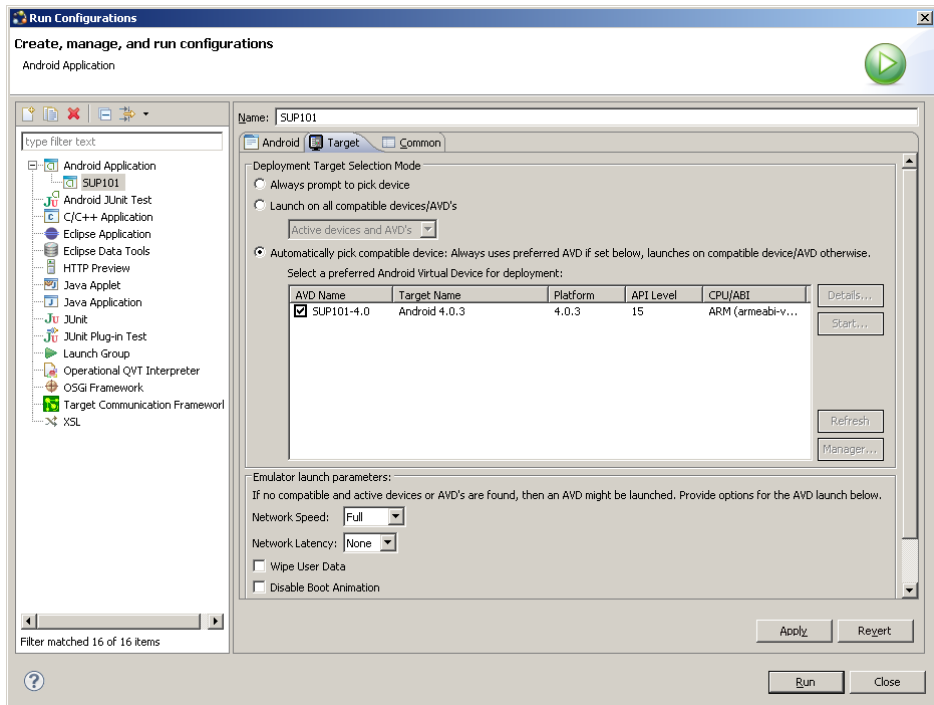 Run Configurations
Create, manage, and run configurations
Android Application
type filter text
Android Application
SUP101
Android JUnit Test
C/C++ Application
Eclipse Application
Eclipse Data Tools
HTTP Preview
Java Applet
Java Application
JUnit
JUnit Plug-in Test
Launch Group
Operational QVT Interpreter
OSGi Framework
Target Communication Framework
XSL
Filter matched 16 of 16 items
Name: SUP101
Android Target Common
Deployment Target Selection Mode
Always prompt to pick device
Launch on all compatible devices/AVD's
Active devices and AVD's
Automatically pick compatible device: Always uses preferred AVD if set below, launches on compatible device/AVD otherwise.
Select a preferred Android Virtual Device for deployment:
AVD Name Target Name Platform API Level CPU/ABI
SUP101-4.0 Android 4.0.3 4.0.3 15 ARM (armeabi-v...
Details...
Start...
Refresh
Manager...
Emulator launch parameters:
If no compatible and active devices or AVD's are found, then an AVD might be launched. Provide options for the AVD launch below.
Network Speed: Full
Network Latency: None
Wipe User Data
Disable Boot Animation
Apply Revert
Run Close